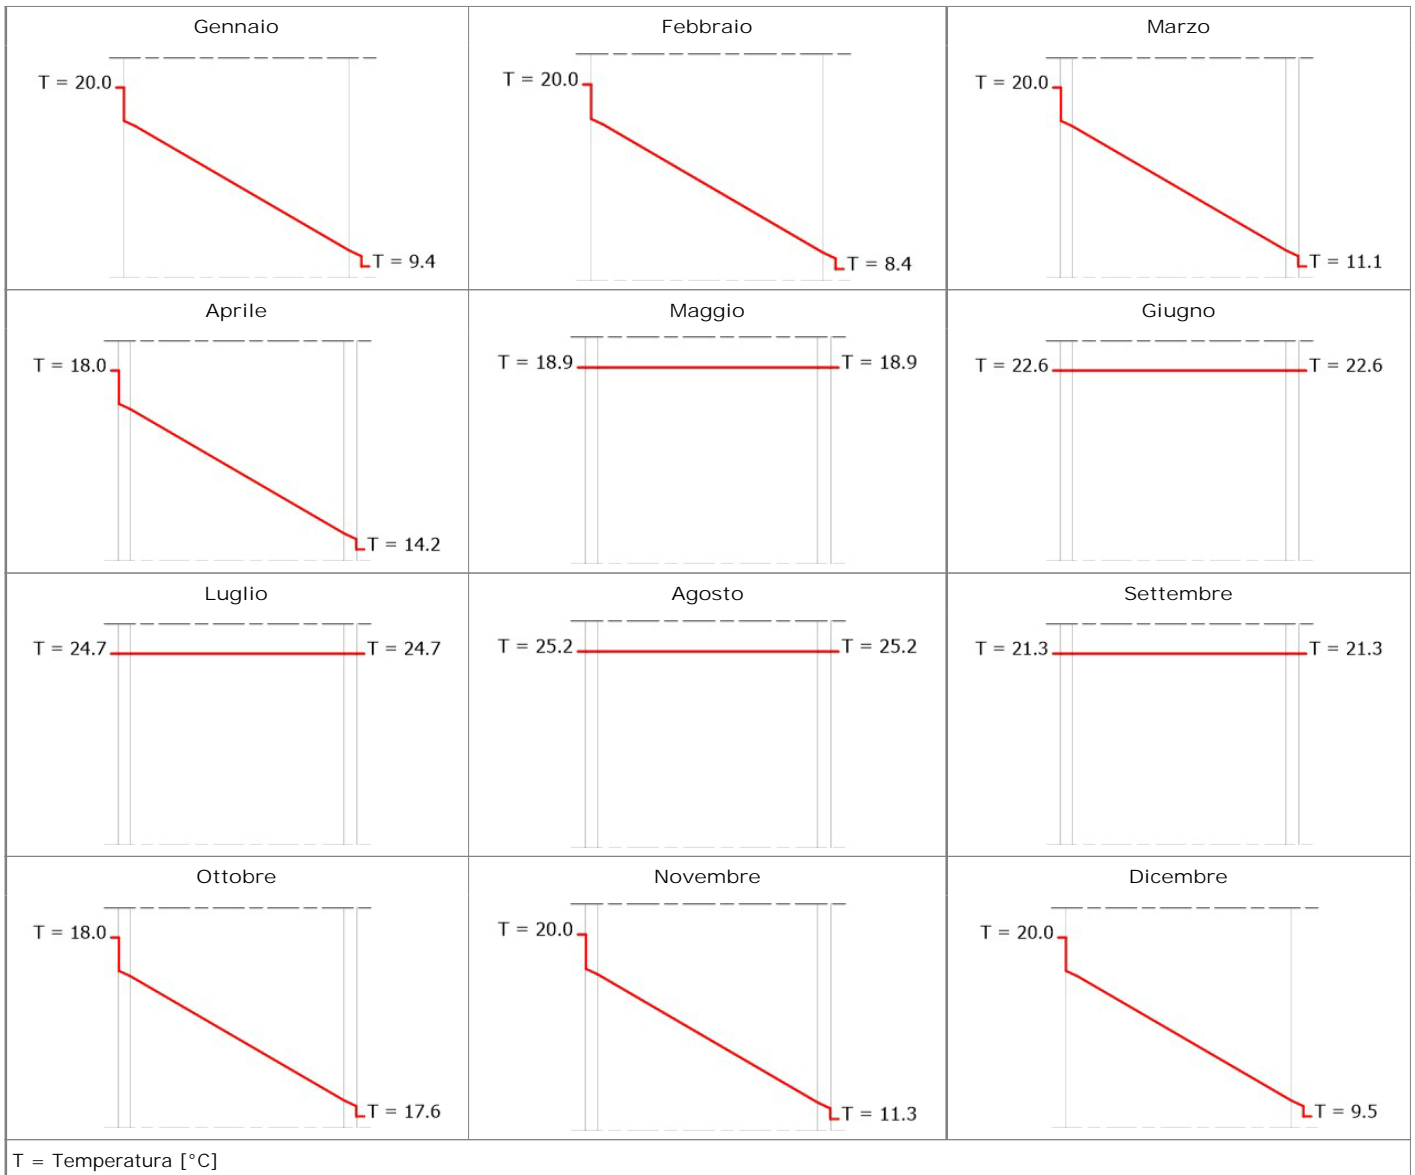 Gennaio
T = 20.0
T = 9.4
Febbraio
T = 20.0
T = 8.4
Marzo
T = 20.0
T = 11.1
Aprile
T = 18.0
T = 14.2
Maggio
T = 18.9
T = 18.9
Giugno
T = 22.6
T = 22.6
Luglio
T = 24.7
T = 24.7
Agosto
T = 25.2
T = 25.2
Settembre
T = 21.3
T = 21.3
Ottobre
T = 18.0
T = 17.6
Novembre
T = 20.0
T = 11.3
Dicembre
T = 20.0
T = 9.5
T = Temperatura [°C]